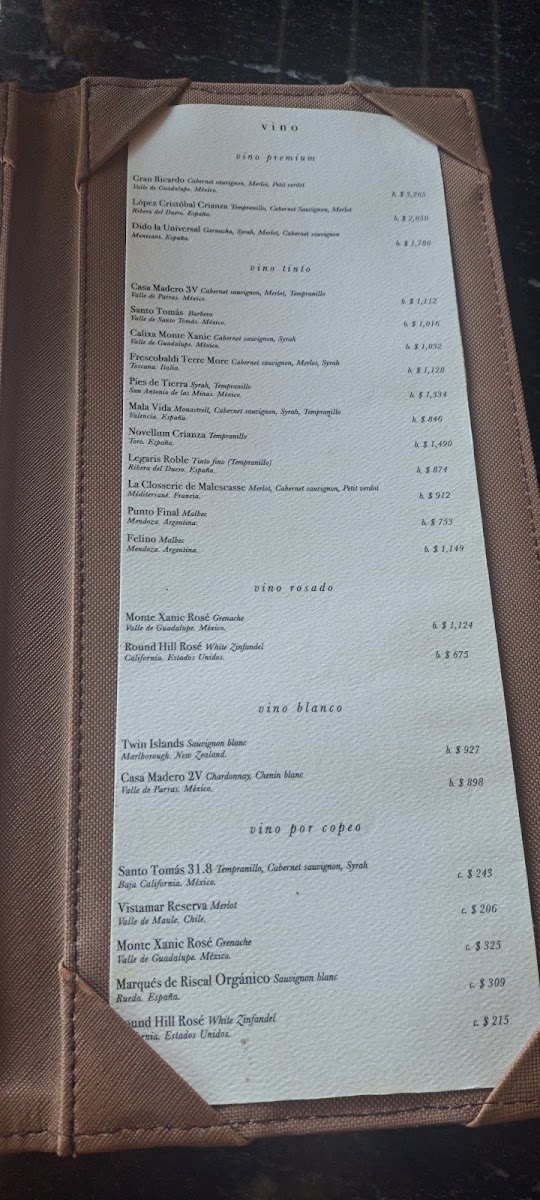 vino
vino premium
Gran Ricardo Cabernet sauvignon, Merlot, Petit verdot
Valle de Guadalupe. México.
b. $ 3,265
López Cristóbal Crianza Tempranillo, Cabernet Sauvignon, Merlot
Ribera del Duero. España.
b. $ 2,050
Dido la Universal Garnacha, Syrah, Merlot, Cabernet sauvignon
Montsant. España.
b. $ 1,780
vino tinto
Casa Madero 3V Cabernet sauvignon, Merlot, Tempranillo
Valle de Parras. México.
b. $ 1,112
Santo Tomás Barbera
Valle de Santo Tomás. México.
b. $ 1,016
Calixa Monte Xanic Cabernet sauvignon, Syrah
Valle de Guadalupe. México.
b. $ 1,032
Frescobaldi Terre More Cabernet sauvignon, Merlot, Syrah
Toscana. Italia.
b. $ 1,128
Pies de Tierra Syrah, Tempranillo
San Antonio de las Minas. México.
b. $ 1,334
Mala Vida Monastrell, Cabernet sauvignon, Syrah, Tempranillo
Valencia. España.
b. $ 846
Novellum Crianza Tempranillo
Toro. España.
b. $ 1,490
Legaris Roble Tinto fino (Tempranillo)
Ribera del Duero. España.
b. $ 874
La Closserie de Malescasse Merlot, Cabernet sauvignon, Petit verdot
Méditerrané. Francia.
b. $ 912
Punto Final Malbec
Mendoza. Argentina.
b. $ 753
Felino Malbec
Mendoza. Argentina.
b. $ 1,149
vino rosado
Monte Xanic Rosé Grenache
Valle de Guadalupe. México.
b. $ 1,124
Round Hill Rosé White Zinfandel
California. Estados Unidos.
b. $ 675
vino blanco
Twin Islands Sauvignon blanc
Marlborough. New Zealand.
b. $ 927
Casa Madero 2V Chardonnay, Chenin blanc
Valle de Parras. México.
b. $ 898
vino por copeo
Santo Tomás 31.8 Tempranillo, Cabernet sauvignon, Syrah
Baja California. México.
c. $ 243
Vistamar Reserva Merlot
Valle de Maule. Chile.
c. $ 206
Monte Xanic Rosé Grenache
Valle de Guadalupe. México.
c. $ 325
Marqués de Riscal Orgánico Sauvignon blanc
Rueda. España.
c. $ 309
ound Hill Rosé White Zinfandel
rnia. Estados Unidos.
c. $ 215